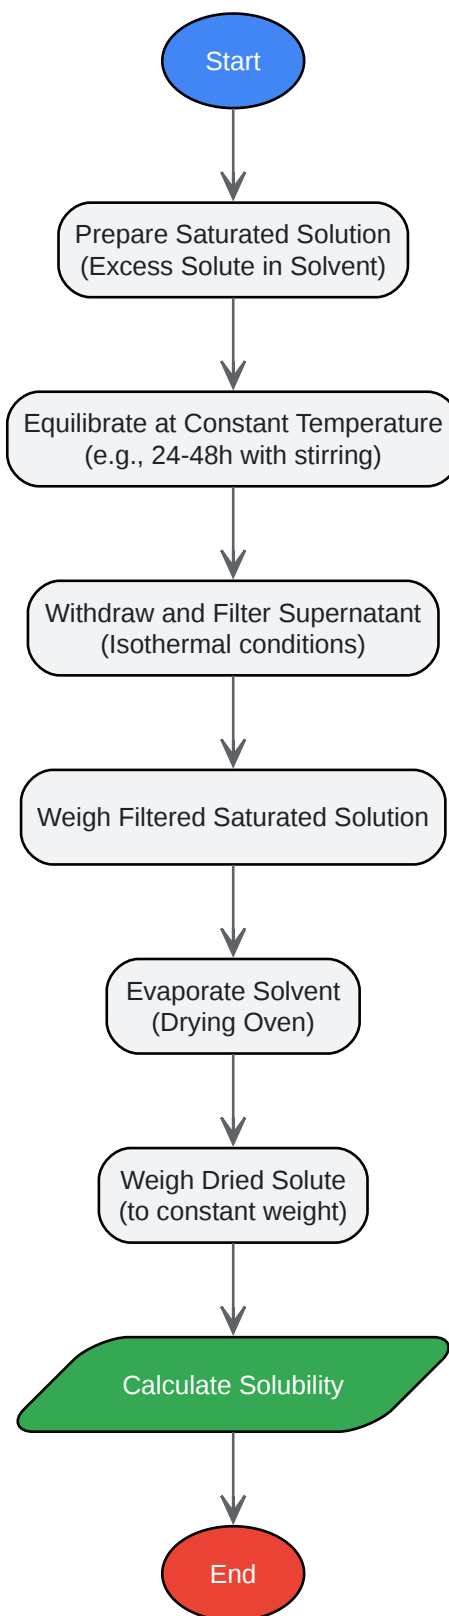 Start
Prepare Saturated Solution
(Excess Solute in Solvent)
Equilibrate at Constant Temperature
(e.g., 24-48h with stirring)
Withdraw and Filter Supernatant
(Isothermal conditions)
Weigh Filtered Saturated Solution
Evaporate Solvent
(Drying Oven)
Weigh Dried Solute
(to constant weight)
Calculate Solubility
End